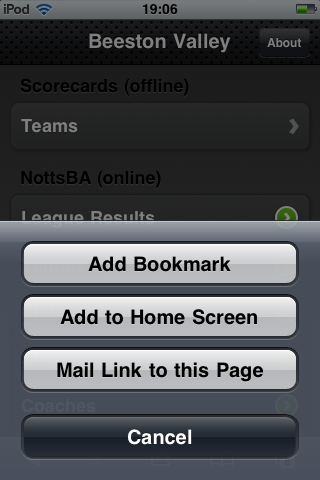 iPod 19:06
Beeston Valley
About
Scorecards (offline)
Teams
NottsBA (online)
League Results
Add Bookmark
Add to Home Screen
Mail Link to this Page
Coaches
Cancel